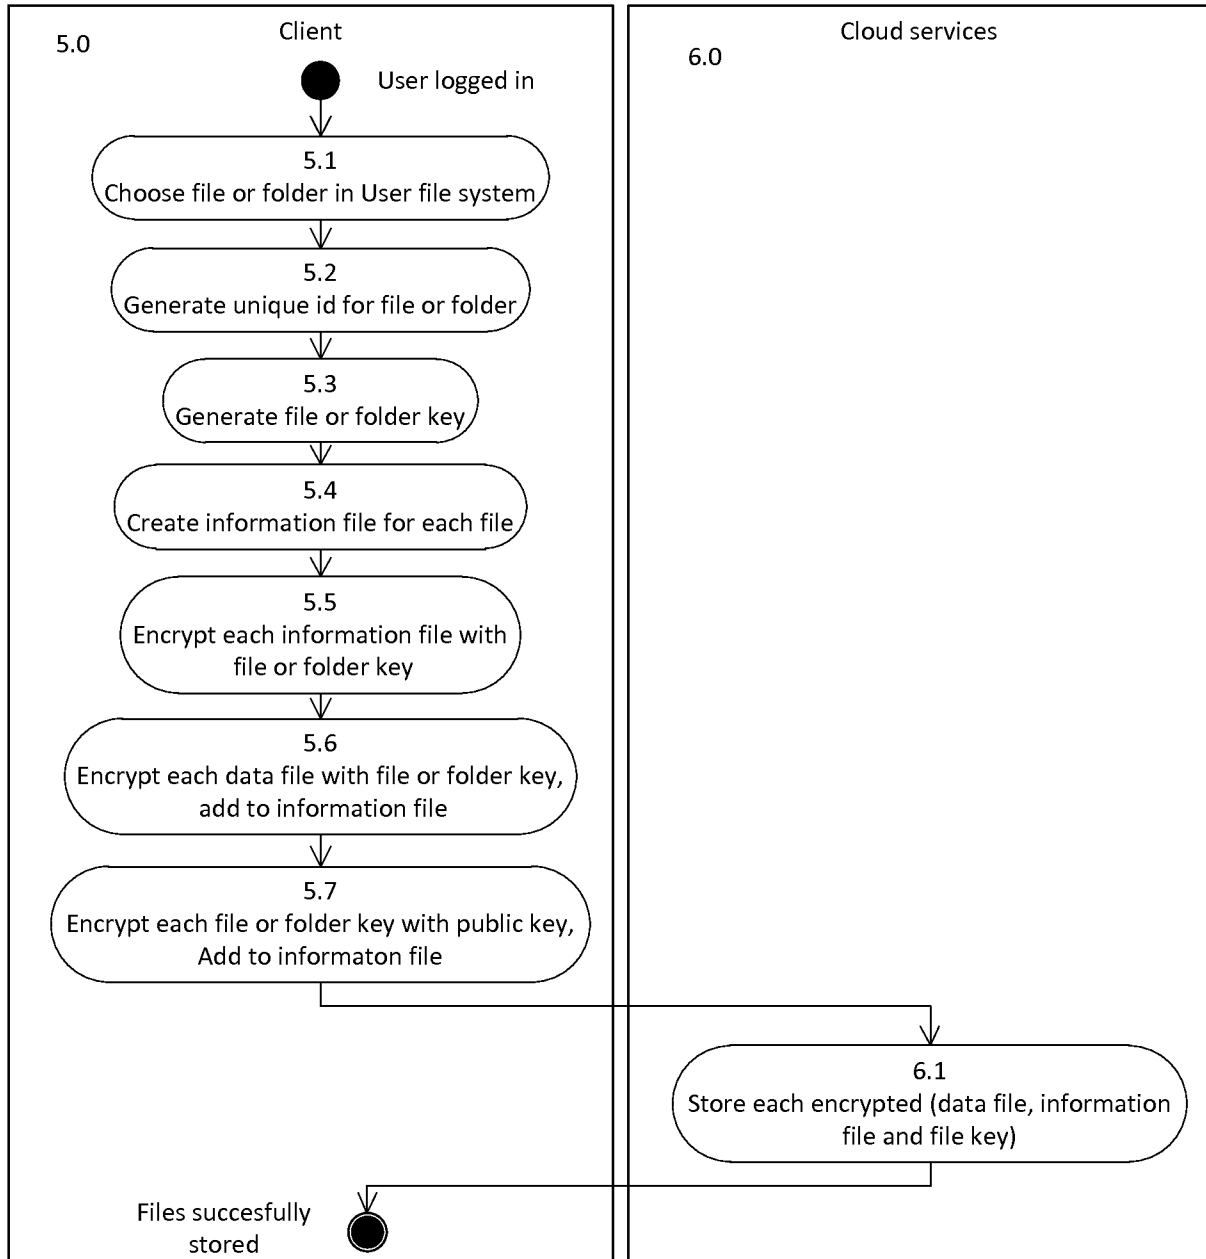 5.0
Client
User logged in
5.1
Choose file or folder in User file system
5.2
Generate unique id for file or folder
5.3
Generate file or folder key
5.4
Create information file for each file
5.5
Encrypt each information file with
file or folder key
5.6
Encrypt each data file with file or folder key,
add to information file
5.7
Encrypt each file or folder key with public key,
Add to informaton file
Files succesfully
stored
Cloud services
6.0
6.1
Store each encrypted (data file, information
file and file key)